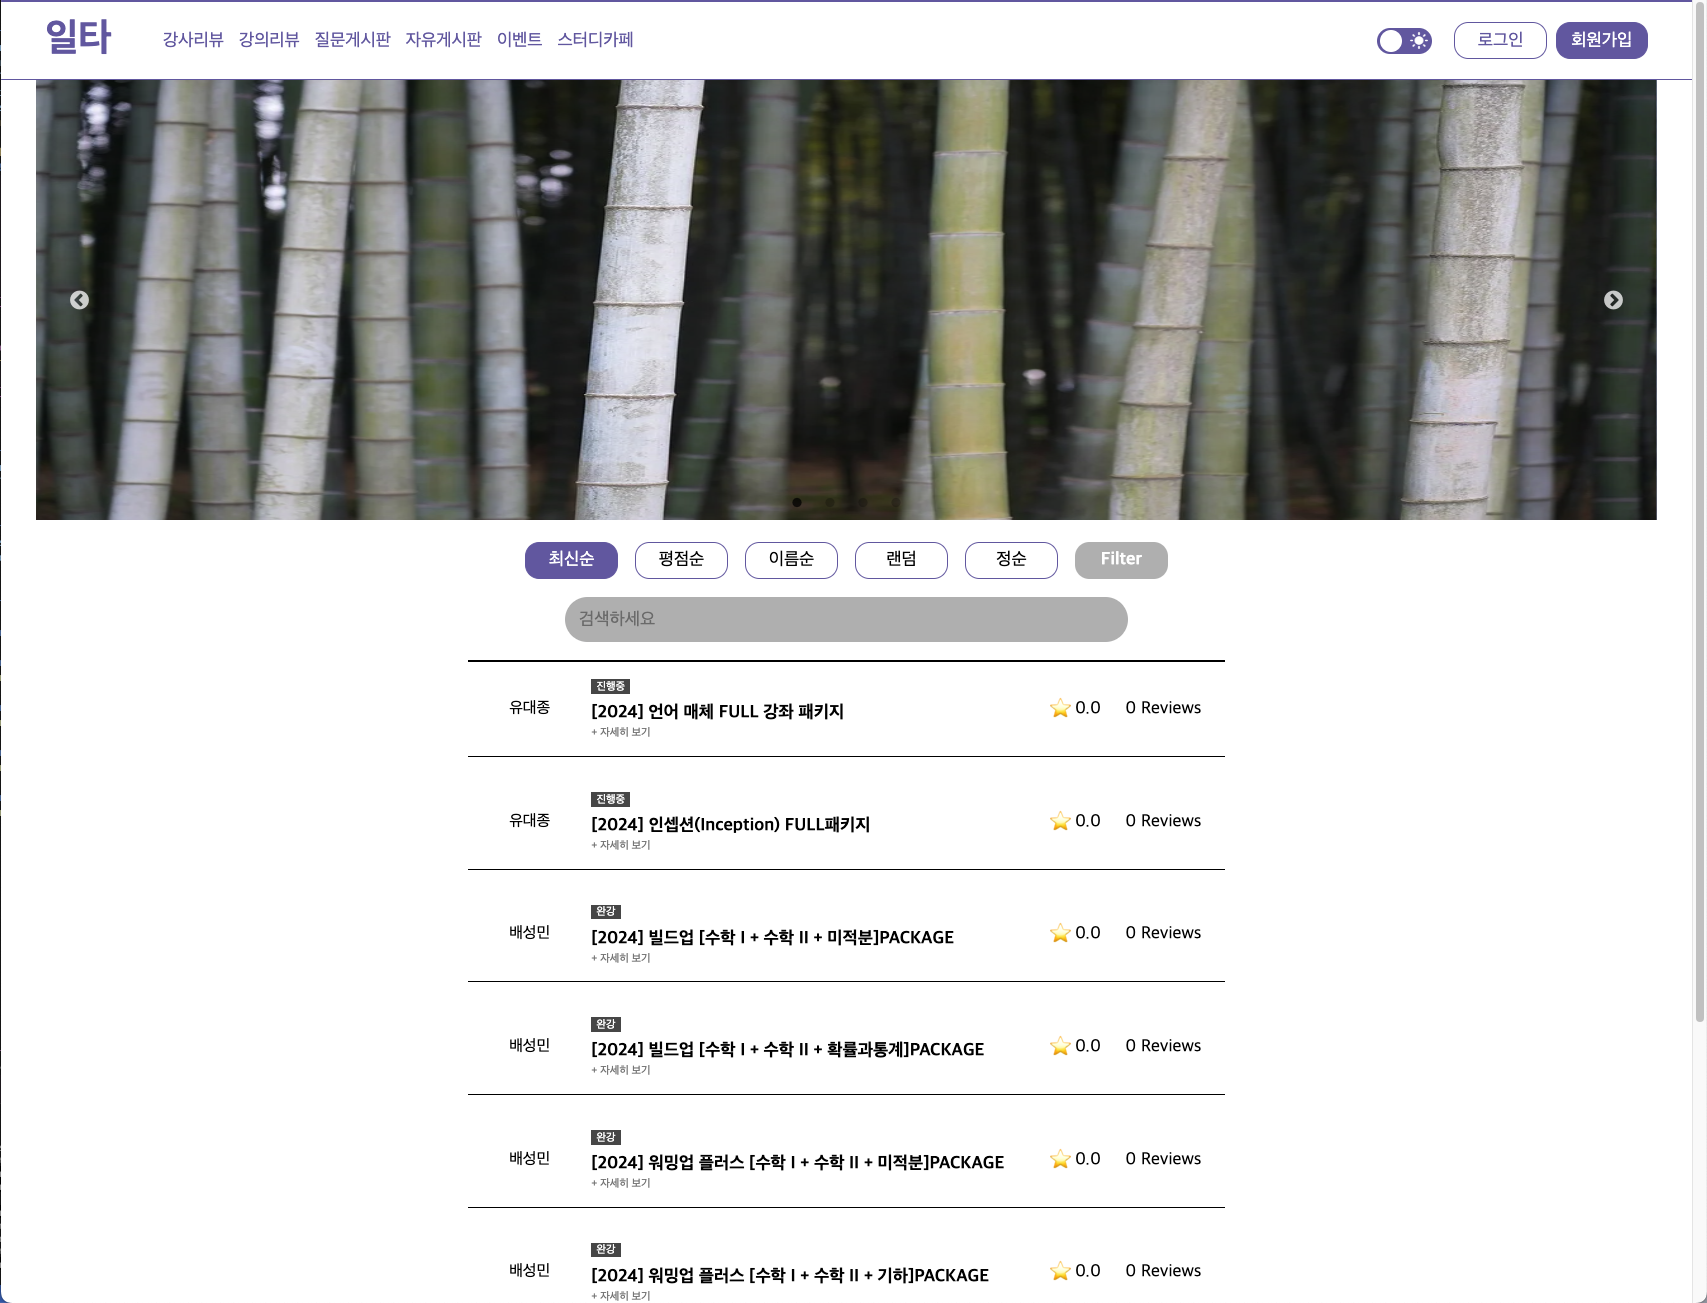 일타
강사리뷰 강의리뷰 질문게시판 자유게시판 이벤트 스터디카페
로그인 회원가입
최신순 평점순 이름순 랜덤 정순 Filter
검색하세요
유대종
진행중
[2024] 언어 매체 FULL 강좌 패키지
+ 자세히 보기
0.0 0 Reviews
유대종
진행중
[2024] 인셉션(Inception) FULL패키지
+ 자세히 보기
0.0 0 Reviews
배성민
완강
[2024] 빌드업 [수학 I + 수학 II + 미적분]PACKAGE
+ 자세히 보기
0.0 0 Reviews
배성민
완강
[2024] 빌드업 [수학 I + 수학 II + 확률과통계]PACKAGE
+ 자세히 보기
0.0 0 Reviews
배성민
완강
[2024] 워밍업 플러스 [수학 I + 수학 II + 미적분]PACKAGE
+ 자세히 보기
0.0 0 Reviews
배성민
완강
[2024] 워밍업 플러스 [수학 I + 수학 II + 기하]PACKAGE
+ 자세히 보기
0.0 0 Reviews